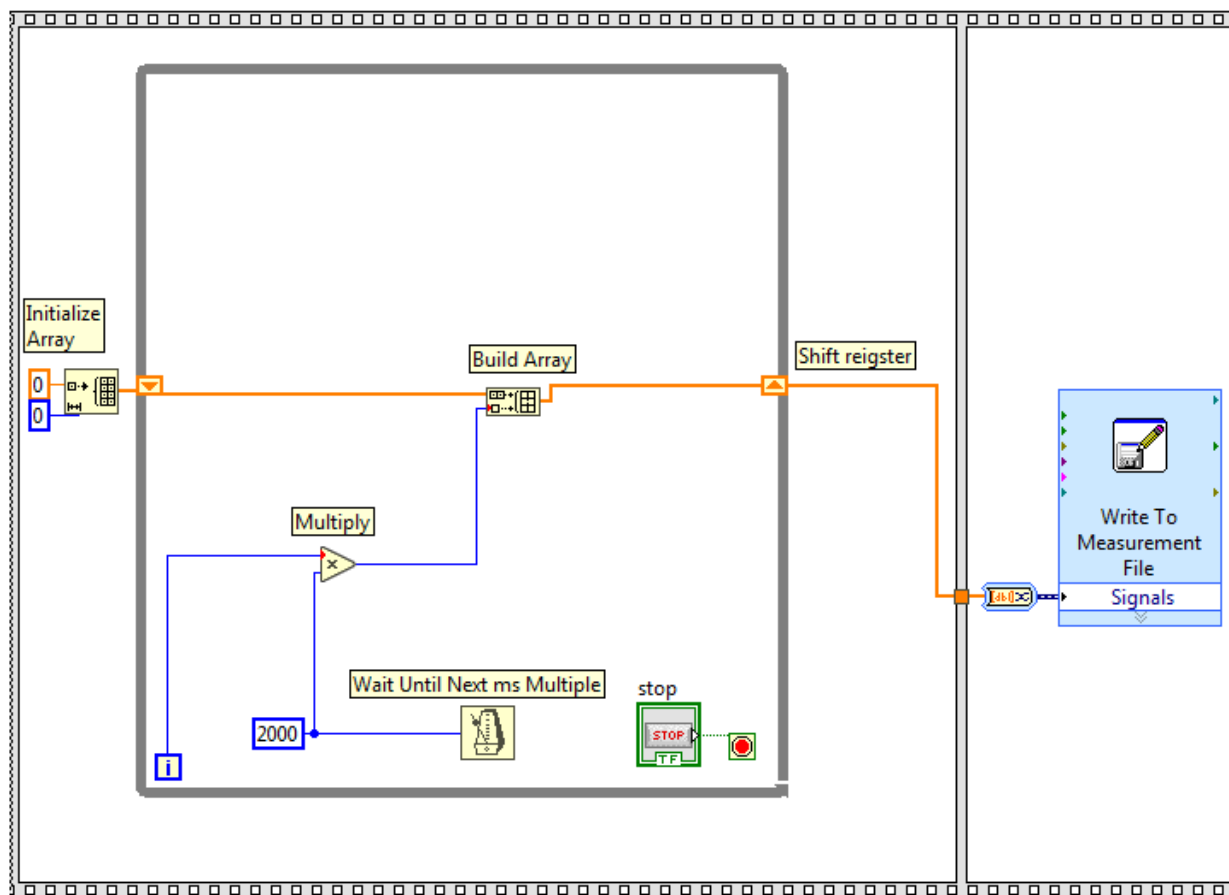 Initialize
Array
0
0
Build Array
Shift reigster
Multiply
x
Wait Until Next ms Multiple
2000
i
stop
STOP
TF
[dbl]
Write To
Measurement
File
Signals